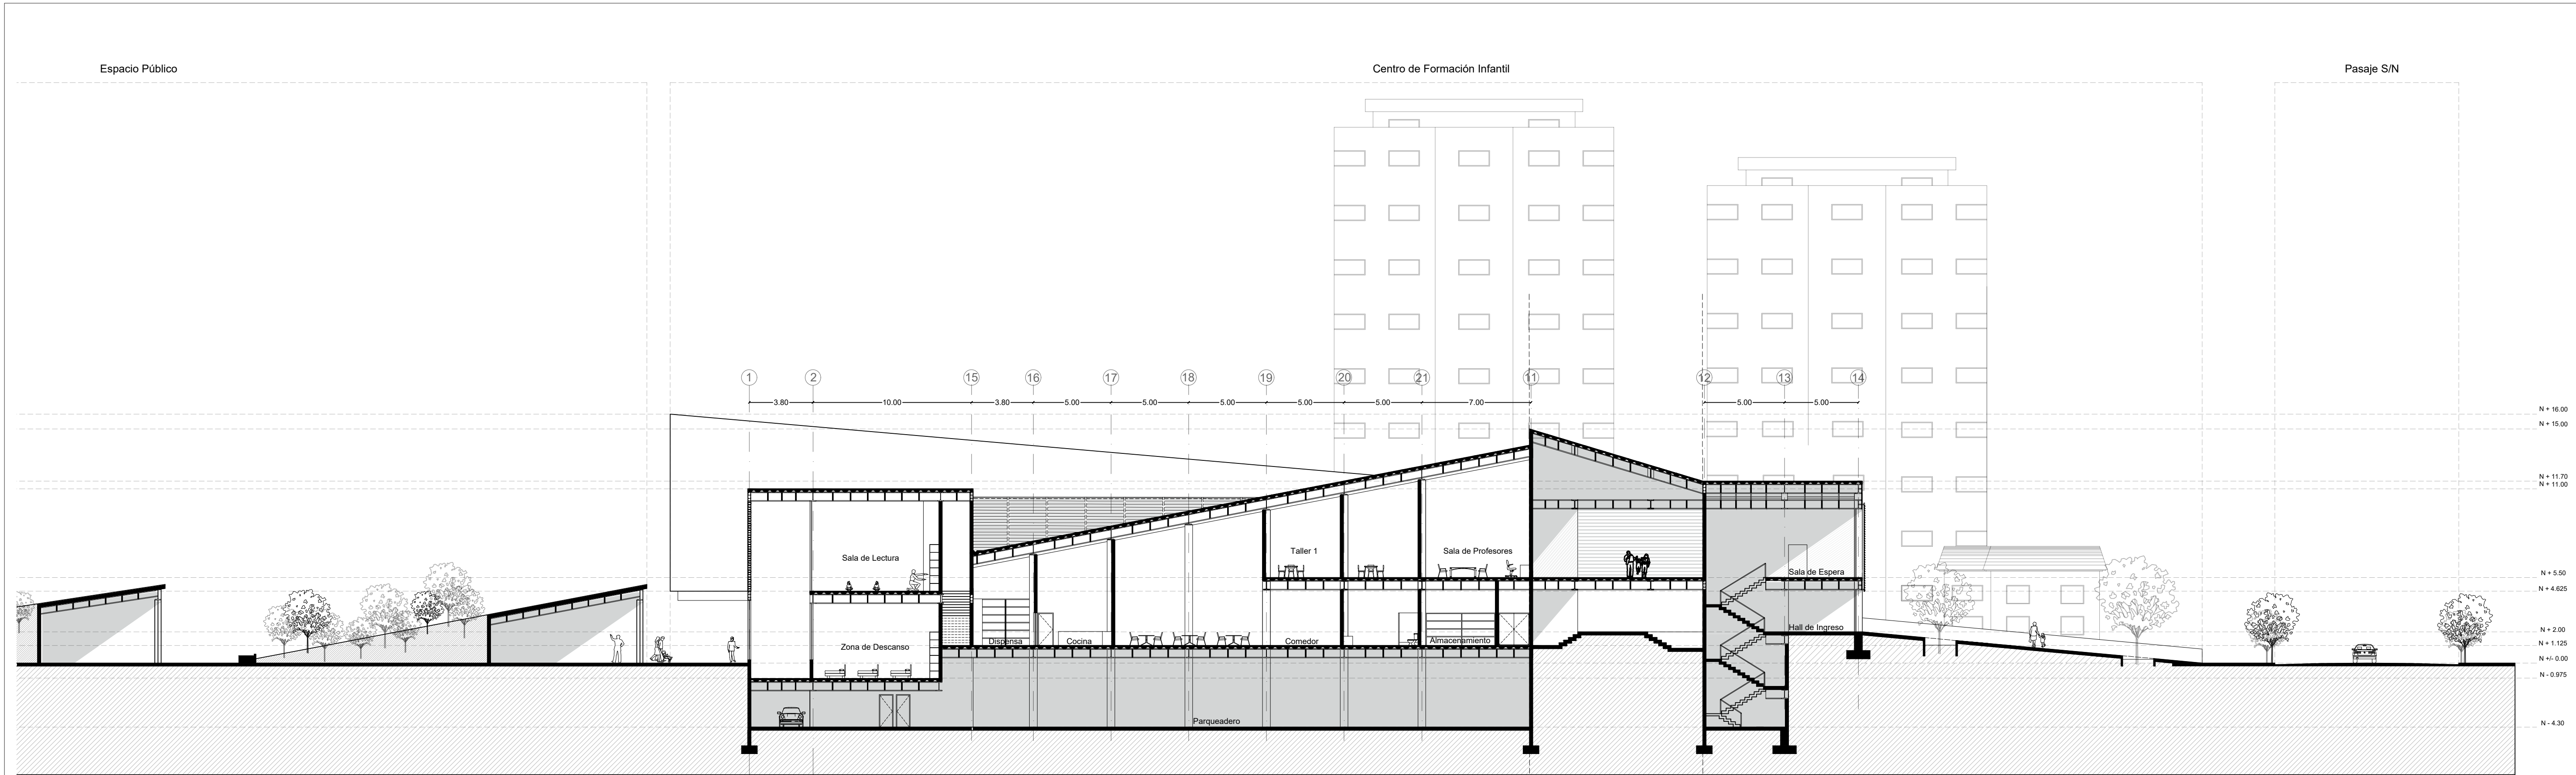 Espacio Público
Centro de Formación Infantil
Pasaje S/N
1 2 15 16 17 18 19 20 21 11 12 13 14
3.80 10.00 3.80 5.00 5.00 5.00 5.00 5.00 7.00 5.00 5.00
N + 16.00
N + 15.00
N + 11.70
N + 11.00
Sala de Lectura
Taller 1
Sala de Profesores
Sala de Espera
N + 5.50
N + 4.625
Zona de Descanso
Dispensa
Cocina
Comedor
Almacenamiento
Hall de Ingreso
N + 2.00
N + 1.125
N +/- 0.00
N - 0.975
Parqueadero
N - 4.30